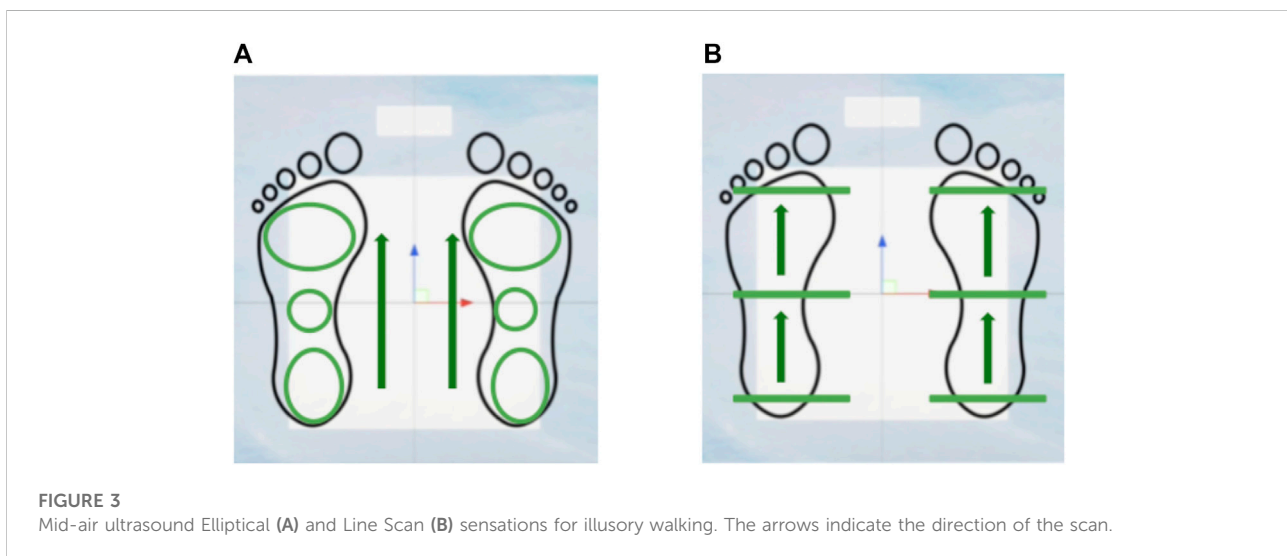 A
B
FIGURE 3
Mid-air ultrasound Elliptical (A) and Line Scan (B) sensations for illusory walking. The arrows indicate the direction of the scan.